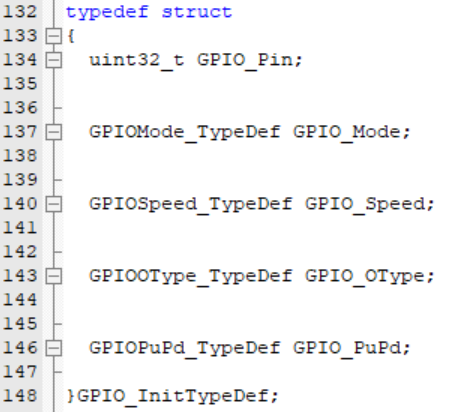 132 typedef struct
133 {
134 uint32_t GPIO_Pin;
135
136
137 GPIOMode_TypeDef GPIO_Mode;
138
139
140 GPIOSpeed_TypeDef GPIO_Speed;
141
142
143 GPIOOType_TypeDef GPIO_OType;
144
145
146 GPIOPuPd_TypeDef GPIO_PuPd;
147
148 }GPIO_InitTypeDef;